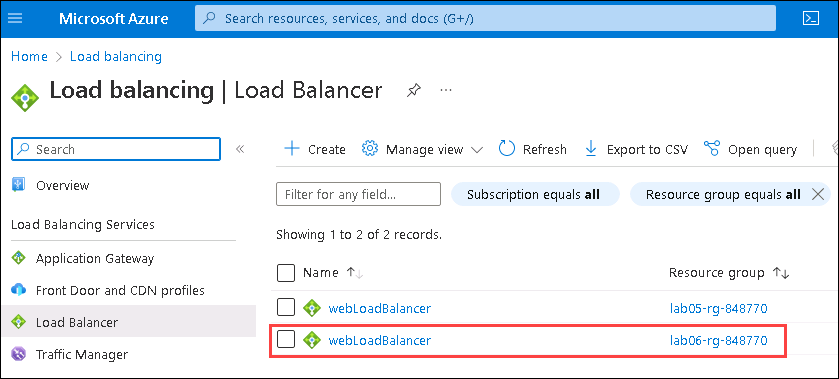 Microsoft Azure
Search resources, services, and docs (G+/)
Home > Load balancing
Load balancing | Load Balancer
Search
Overview
Load Balancing Services
Application Gateway
Front Door and CDN profiles
Load Balancer
Traffic Manager
Create Manage view Refresh Export to CSV Open query
Filter for any field... Subscription equals all Resource group equals all
Showing 1 to 2 of 2 records.
Name Resource group
webLoadBalancer lab05-rg-848770
webLoadBalancer lab06-rg-848770